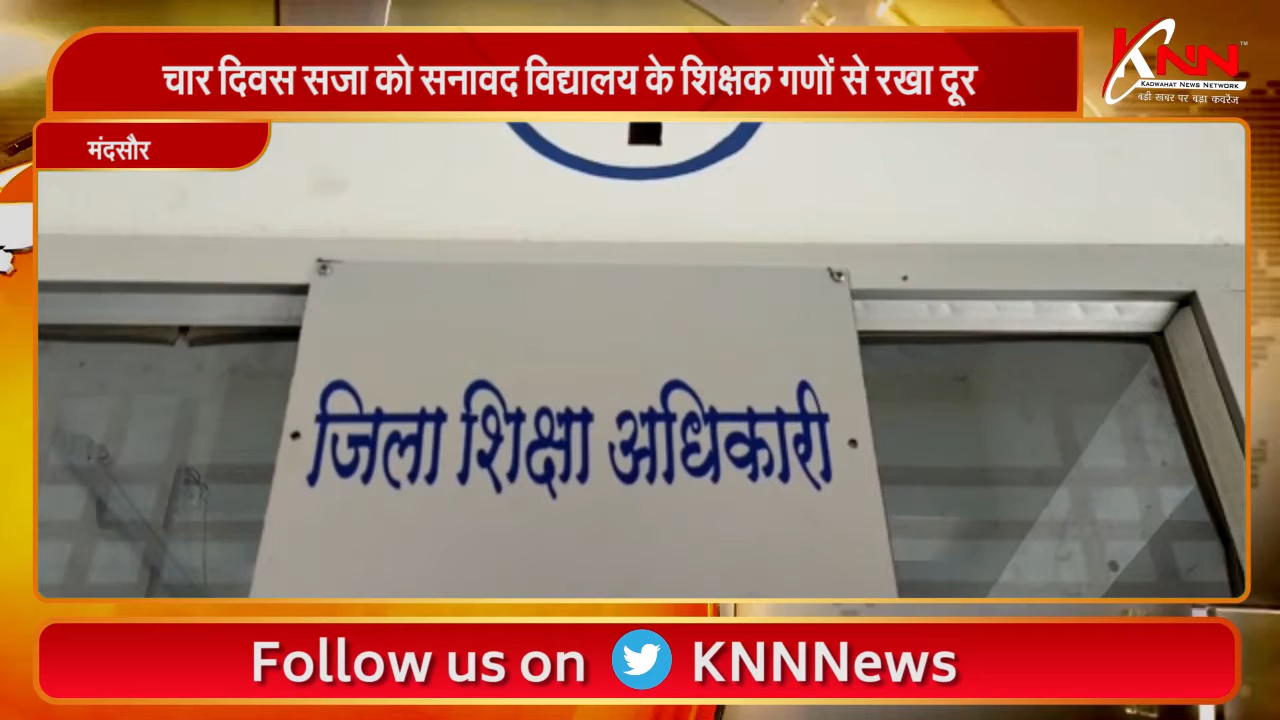 चार दिवस सजा को सनावद विद्यालय के शिक्षक गणों से रखा दूर
KNN™
KADWAHAT NEWS NETWORK
बड़ी खबर पर बड़ा कवरेज
मंदसौर
जिला शिक्षा अधिकारी
Follow us on KNNNews